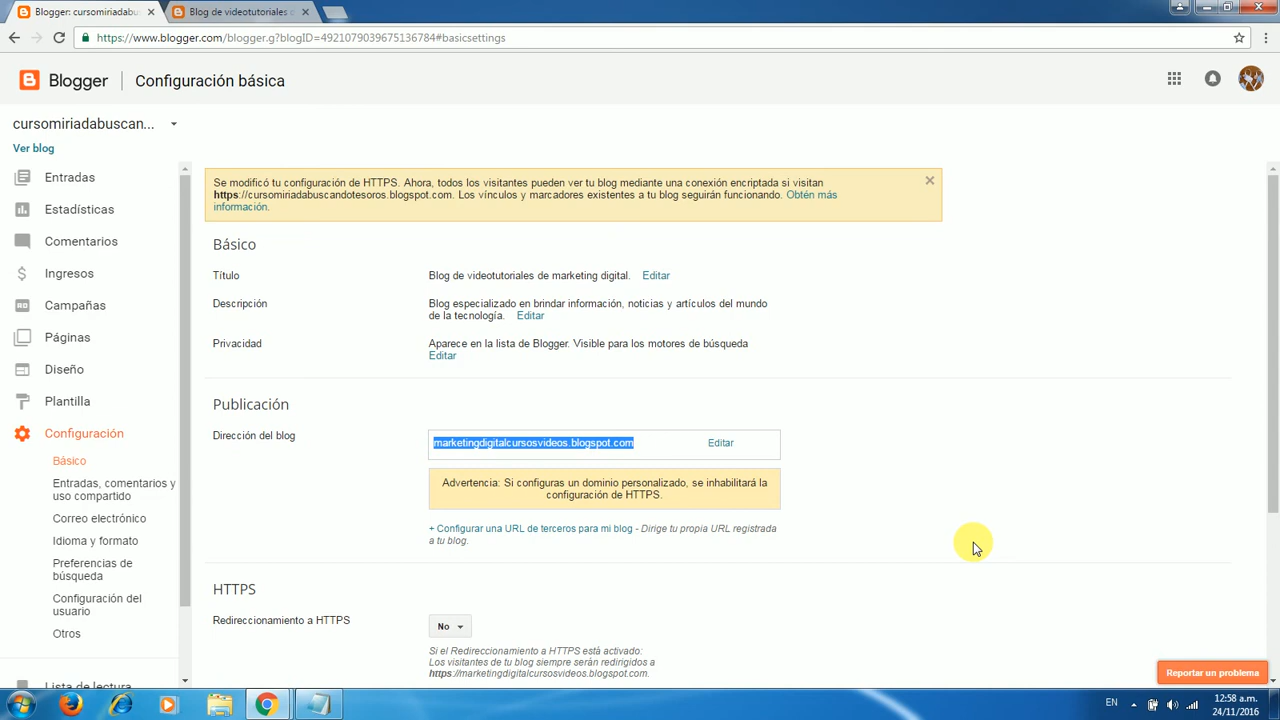 Blogger: cursomiriadabusc
Blog de videotutoriales d
https://www.blogger.com/blogger.g?blogID=4921079039675136784#basicsettings
Blogger
Configuración básica
cursomiriadabuscan...
Ver blog
Entradas
Estadísticas
Comentarios
Ingresos
Campañas
Páginas
Diseño
Plantilla
Configuración
Básico
Entradas, comentarios y
uso compartido
Correo electrónico
Idioma y formato
Preferencias de
búsqueda
Configuración del
usuario
Otros
Lista de lectura
Se modificó tu configuración de HTTPS. Ahora, todos los visitantes pueden ver tu blog mediante una conexión encriptada si visitan
https://cursomiriadabuscandotesoros.blogspot.com. Los vínculos y marcadores existentes a tu blog seguirán funcionando. Obtén más
información.
Básico
Título
Blog de videotutoriales de marketing digital. Editar
Descripción
Blog especializado en brindar información, noticias y artículos del mundo
de la tecnología. Editar
Privacidad
Aparece en la lista de Blogger. Visible para los motores de búsqueda
Editar
Publicación
Dirección del blog
marketingdigitalcursosvideos.blogspot.com Editar
Advertencia: Si configuras un dominio personalizado, se inhabilitará la
configuración de HTTPS.
+ Configurar una URL de terceros para mi blog - Dirige tu propia URL registrada
a tu blog.
HTTPS
Redireccionamiento a HTTPS
No
Si el Redireccionamiento a HTTPS está activado:
Los visitantes de tu blog siempre serán redirigidos a
https://marketingdigitalcursosvideos.blogspot.com.
Reportar un problema
EN
12:58 a.m.
24/11/2016